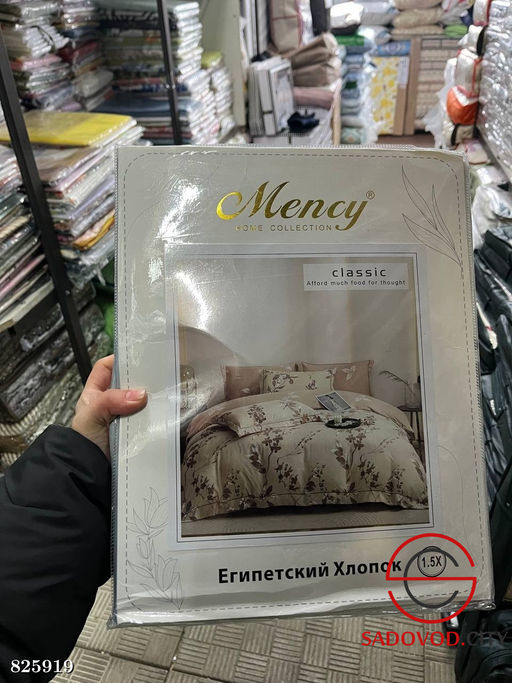 Mency®
HOME COLLECTION
classic
Afford much food for thought
Египетский Хлопок
1.5X
SADOVOD.CITY
825919